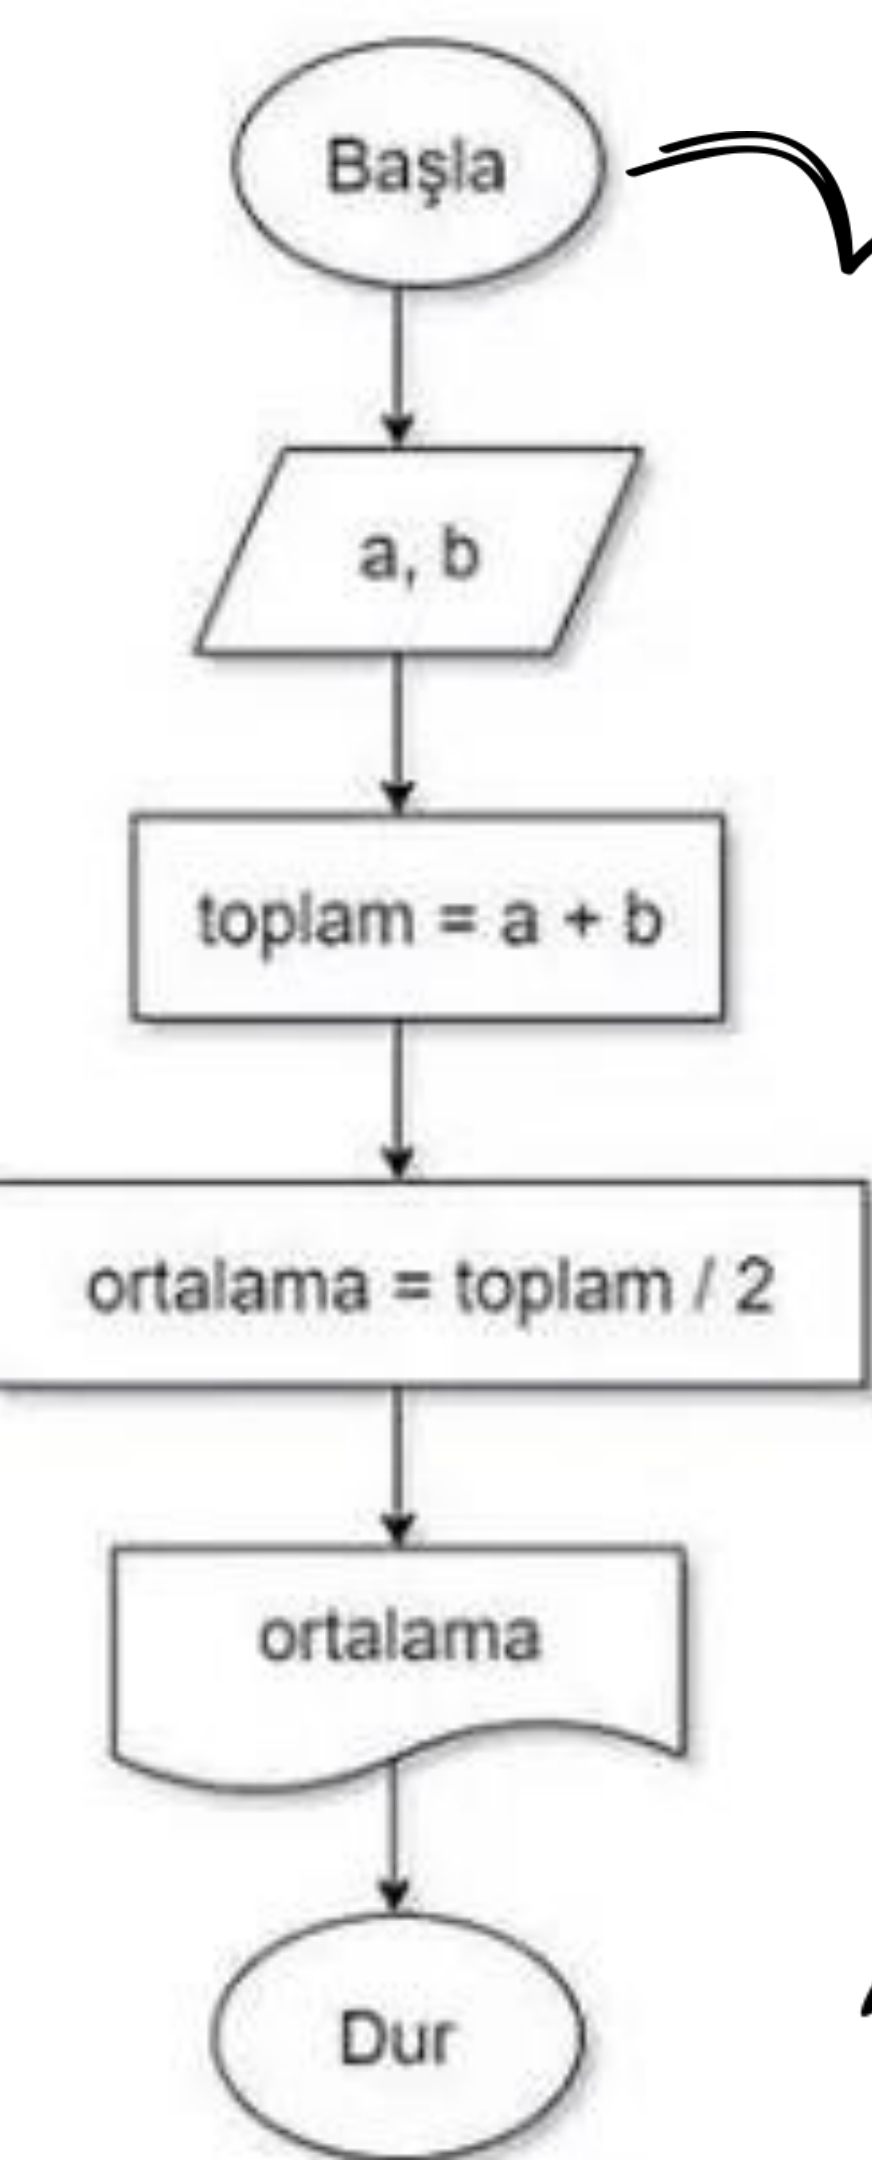 Başla
a, b
toplam = a + b
ortalama = toplam / 2
ortalama
Dur